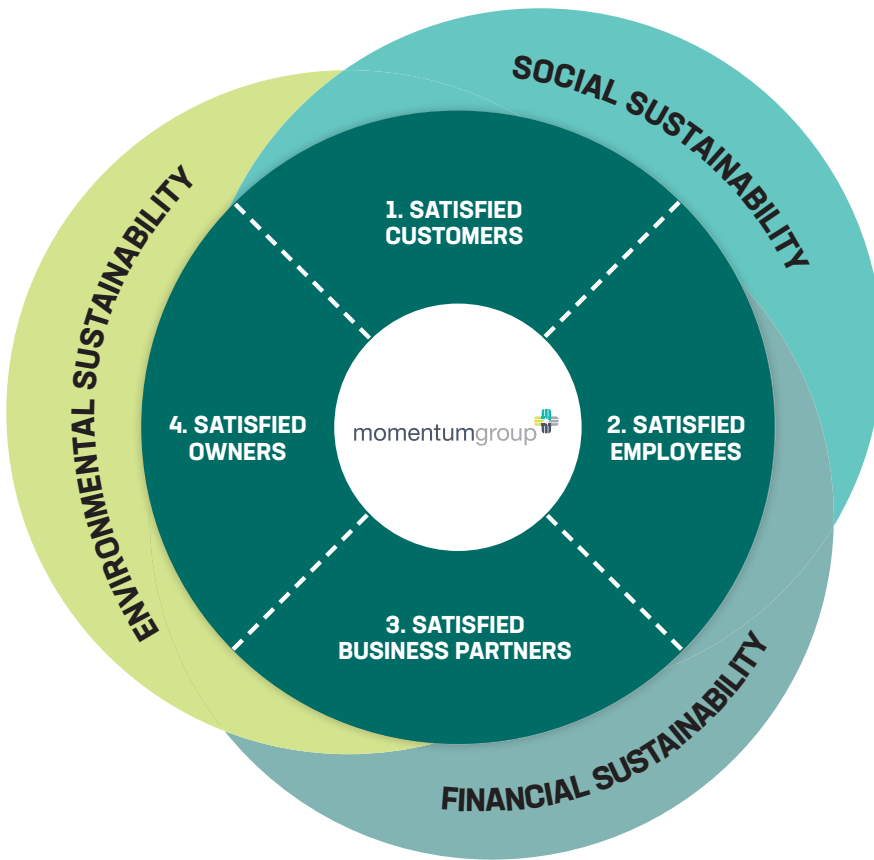 SOCIAL SUSTAINABILITY
ENVIRONMENTAL SUSTAINABILITY
1. SATISFIED
CUSTOMERS
4. SATISFIED
OWNERS
momentumgroup
2. SATISFIED
EMPLOYEES
3. SATISFIED
BUSINESS PARTNERS
FINANCIAL SUSTAINABILITY